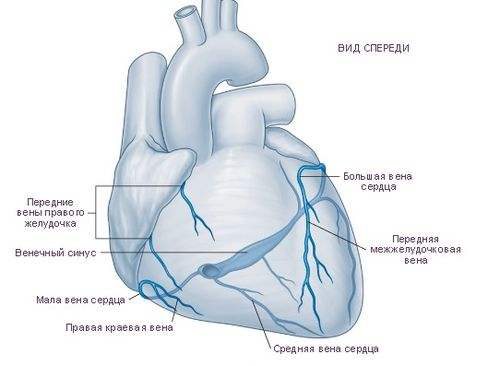 ВИД СПЕРЕДИ
Большая вена
сердца
Передние
вены правого
желудочка
Передняя
межжелудочковая
вена
Венечный синус
Мала вена сердца
Правая краевая вена
Средняя вена сердца